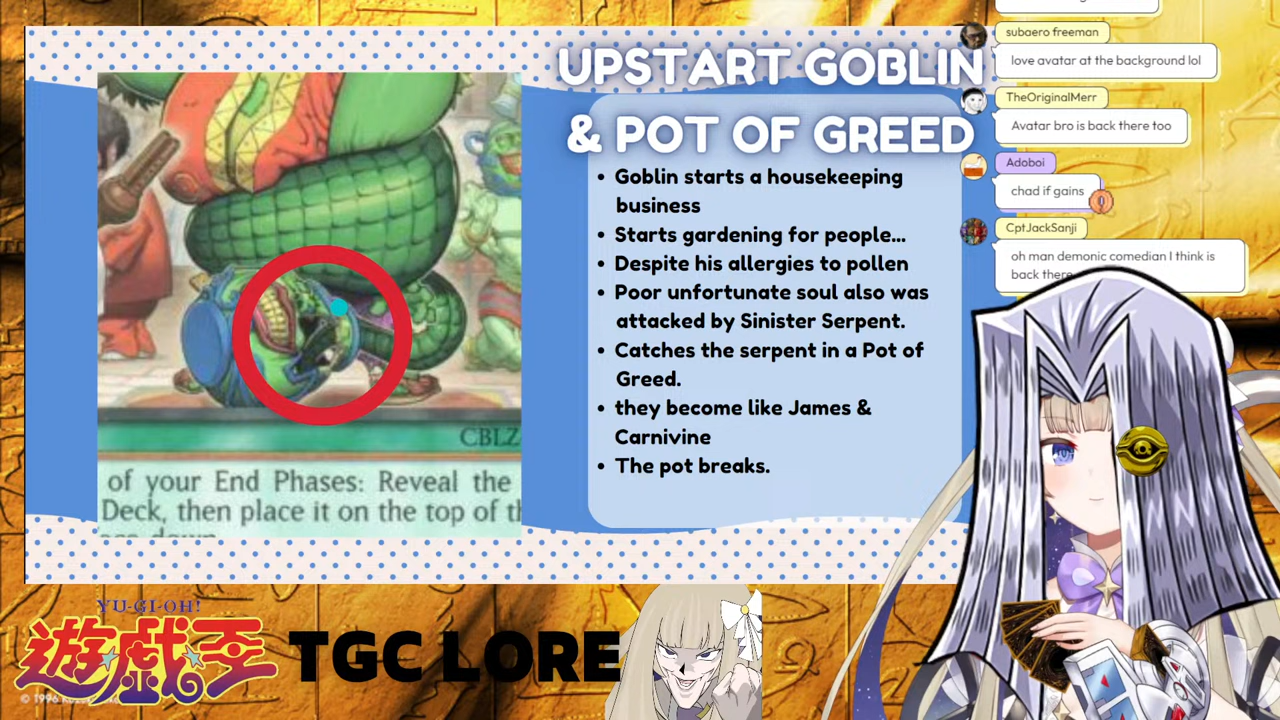 UPSTART GOBLIN
& POT OF GREED
• Goblin starts a housekeeping
business
• Starts gardening for people...
• Despite his allergies to pollen
• Poor unfortunate soul also was
attacked by Sinister Serpent.
• Catches the serpent in a Pot of
Greed.
• they become like James &
Carnivine
• The pot breaks.
CBLZ
of your End Phases: Reveal the
Deck, then place it on the top of th
subaero freeman
love avatar at the background lol
TheOriginalMerr
Avatar bro is back there too
Adoboi
chad if gains
CptJackSanji
oh man demonic comedian I think is
back there
YU-GI-OH!
遊戯王
TGC LORE
© 1996